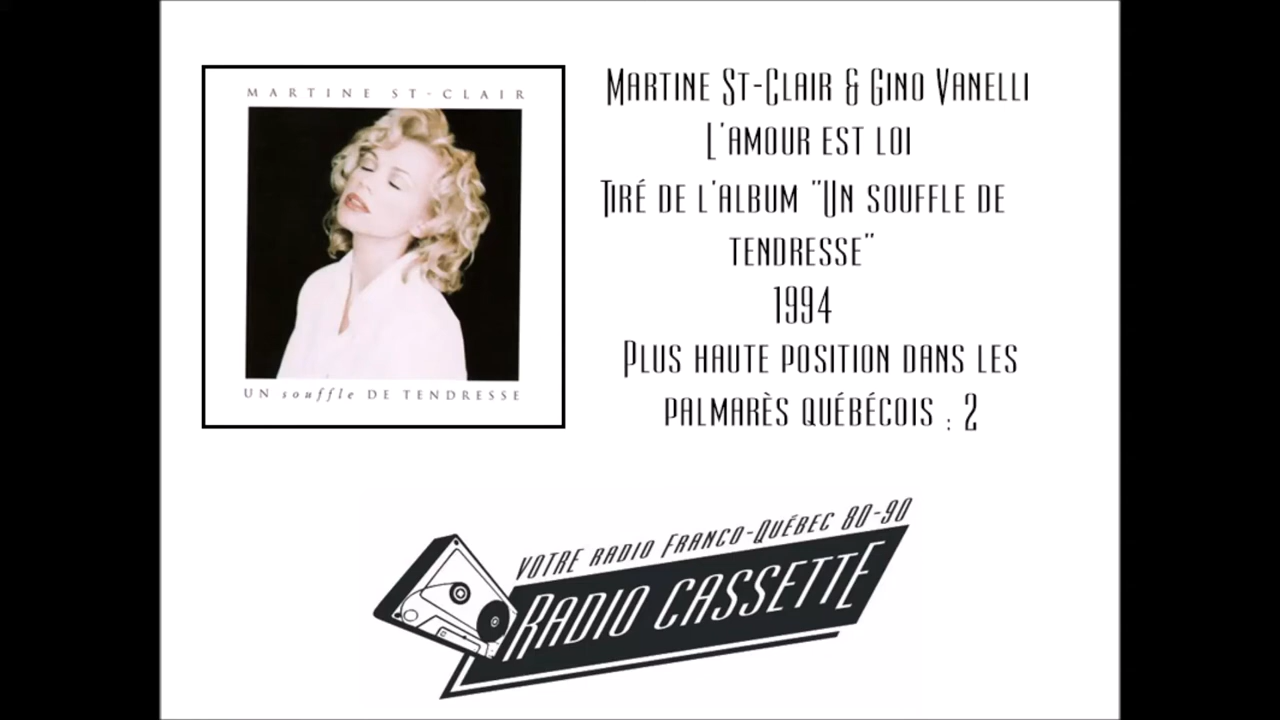 MARTINE ST-CLAIR
UN souffle DE TENDRESSE
Martine St-Clair & Gino Vanelli
L'amour est loi
Tiré de l'album "Un souffle de
tendresse"
1994
Plus haute position dans les
palmarès québécois : 2
votre radio Franco-Québec 80-90
Radio Cassette